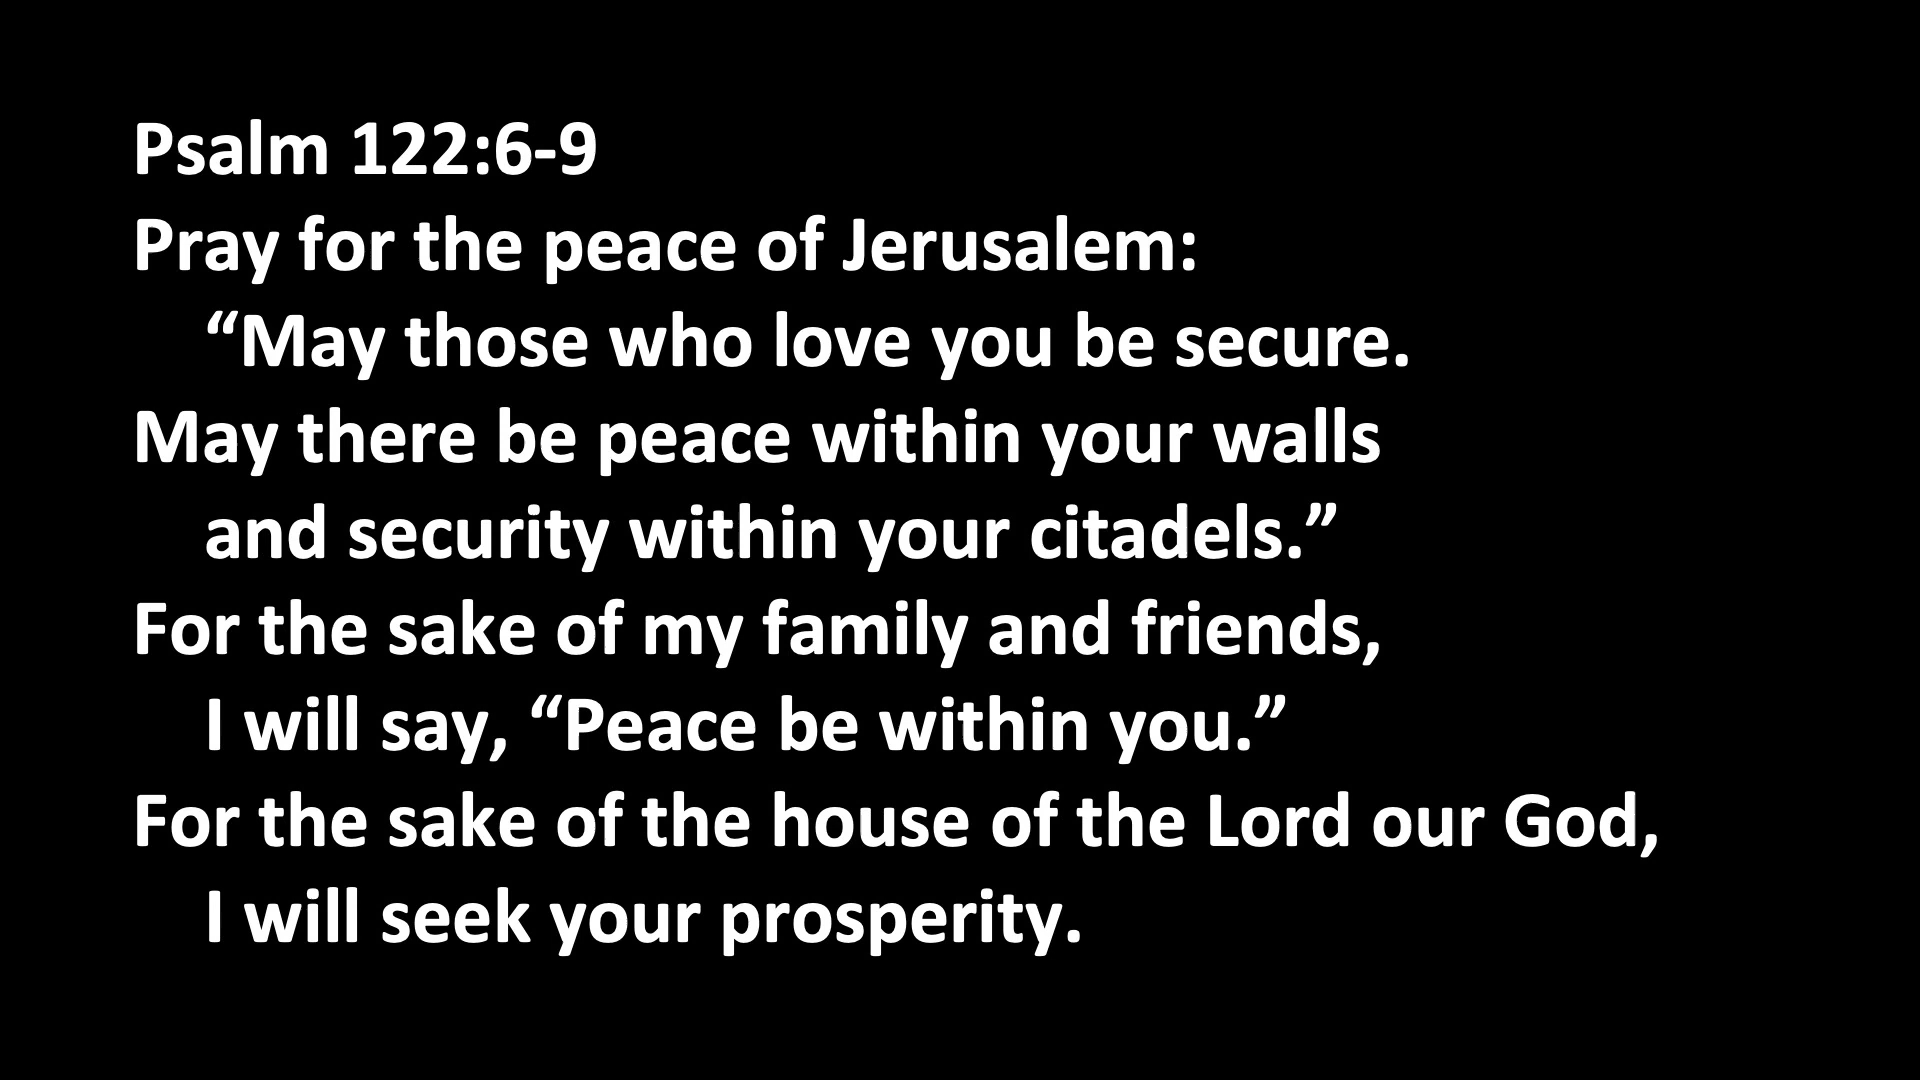 Psalm 122:6-9
Pray for the peace of Jerusalem:
“May those who love you be secure.
May there be peace within your walls
and security within your citadels.”
For the sake of my family and friends,
I will say, “Peace be within you.”
For the sake of the house of the Lord our God,
I will seek your prosperity.